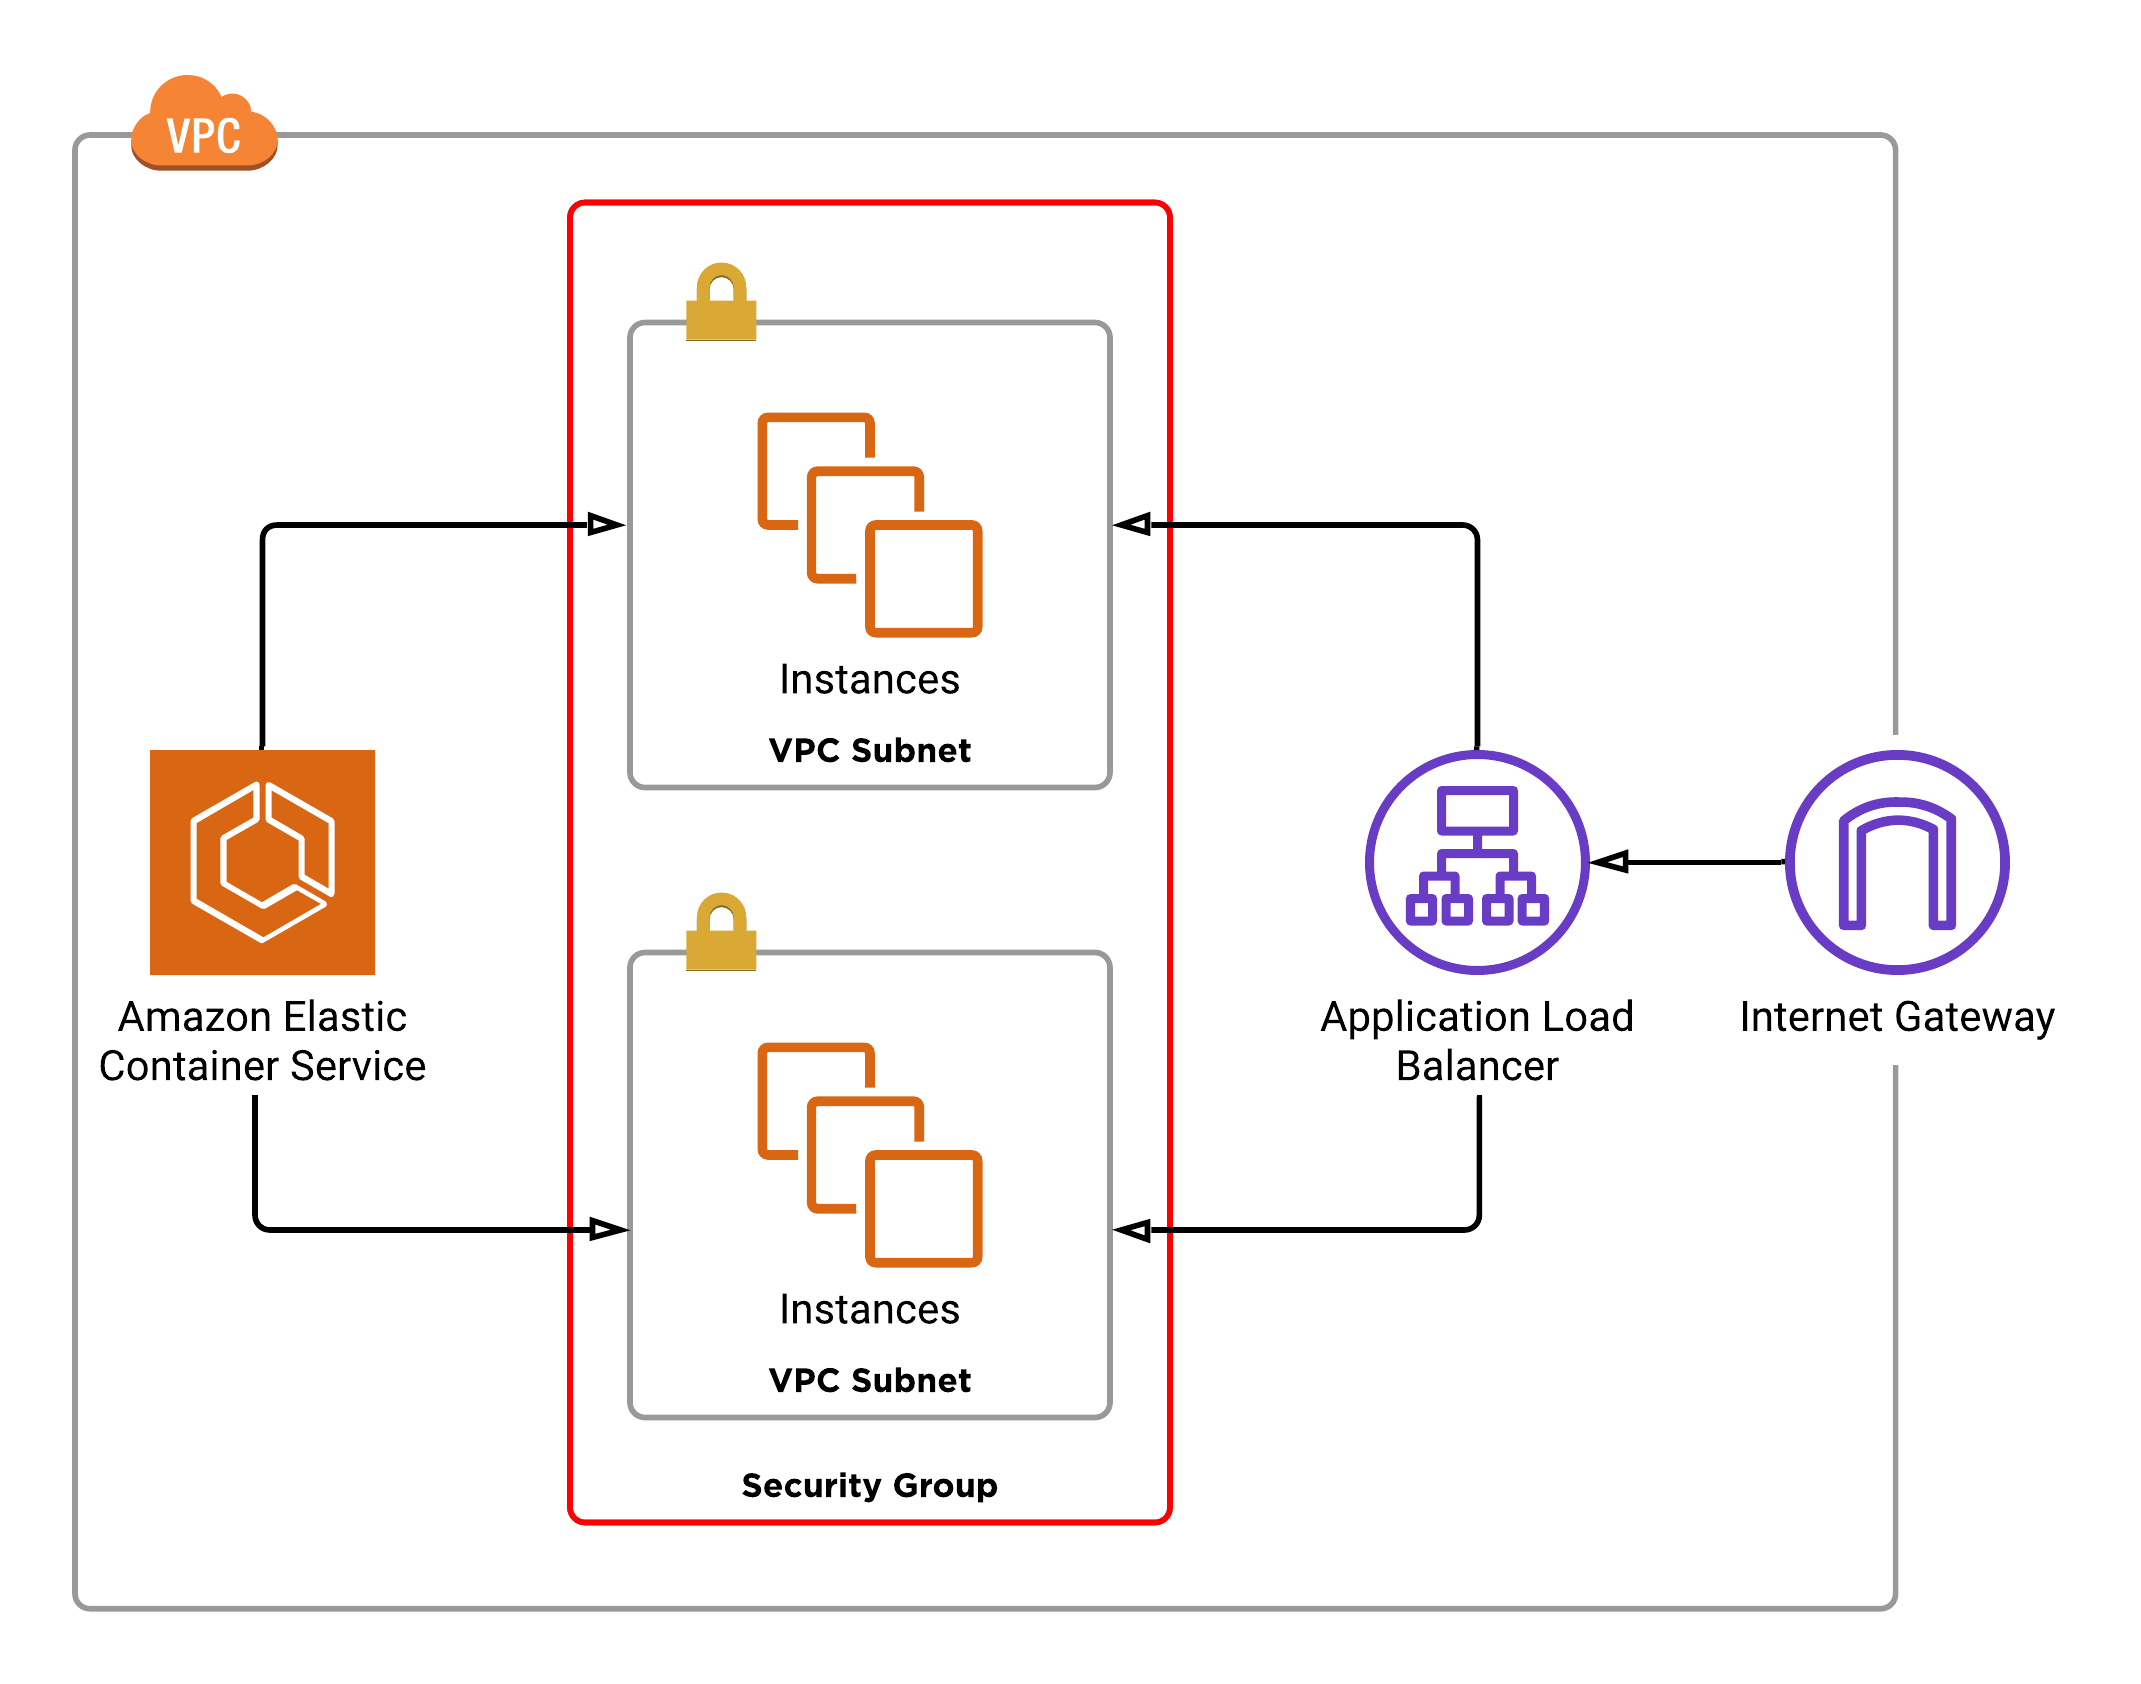 VPC
Instances
VPC Subnet
Amazon Elastic
Container Service
Application Load
Balancer
Internet Gateway
Instances
VPC Subnet
Security Group